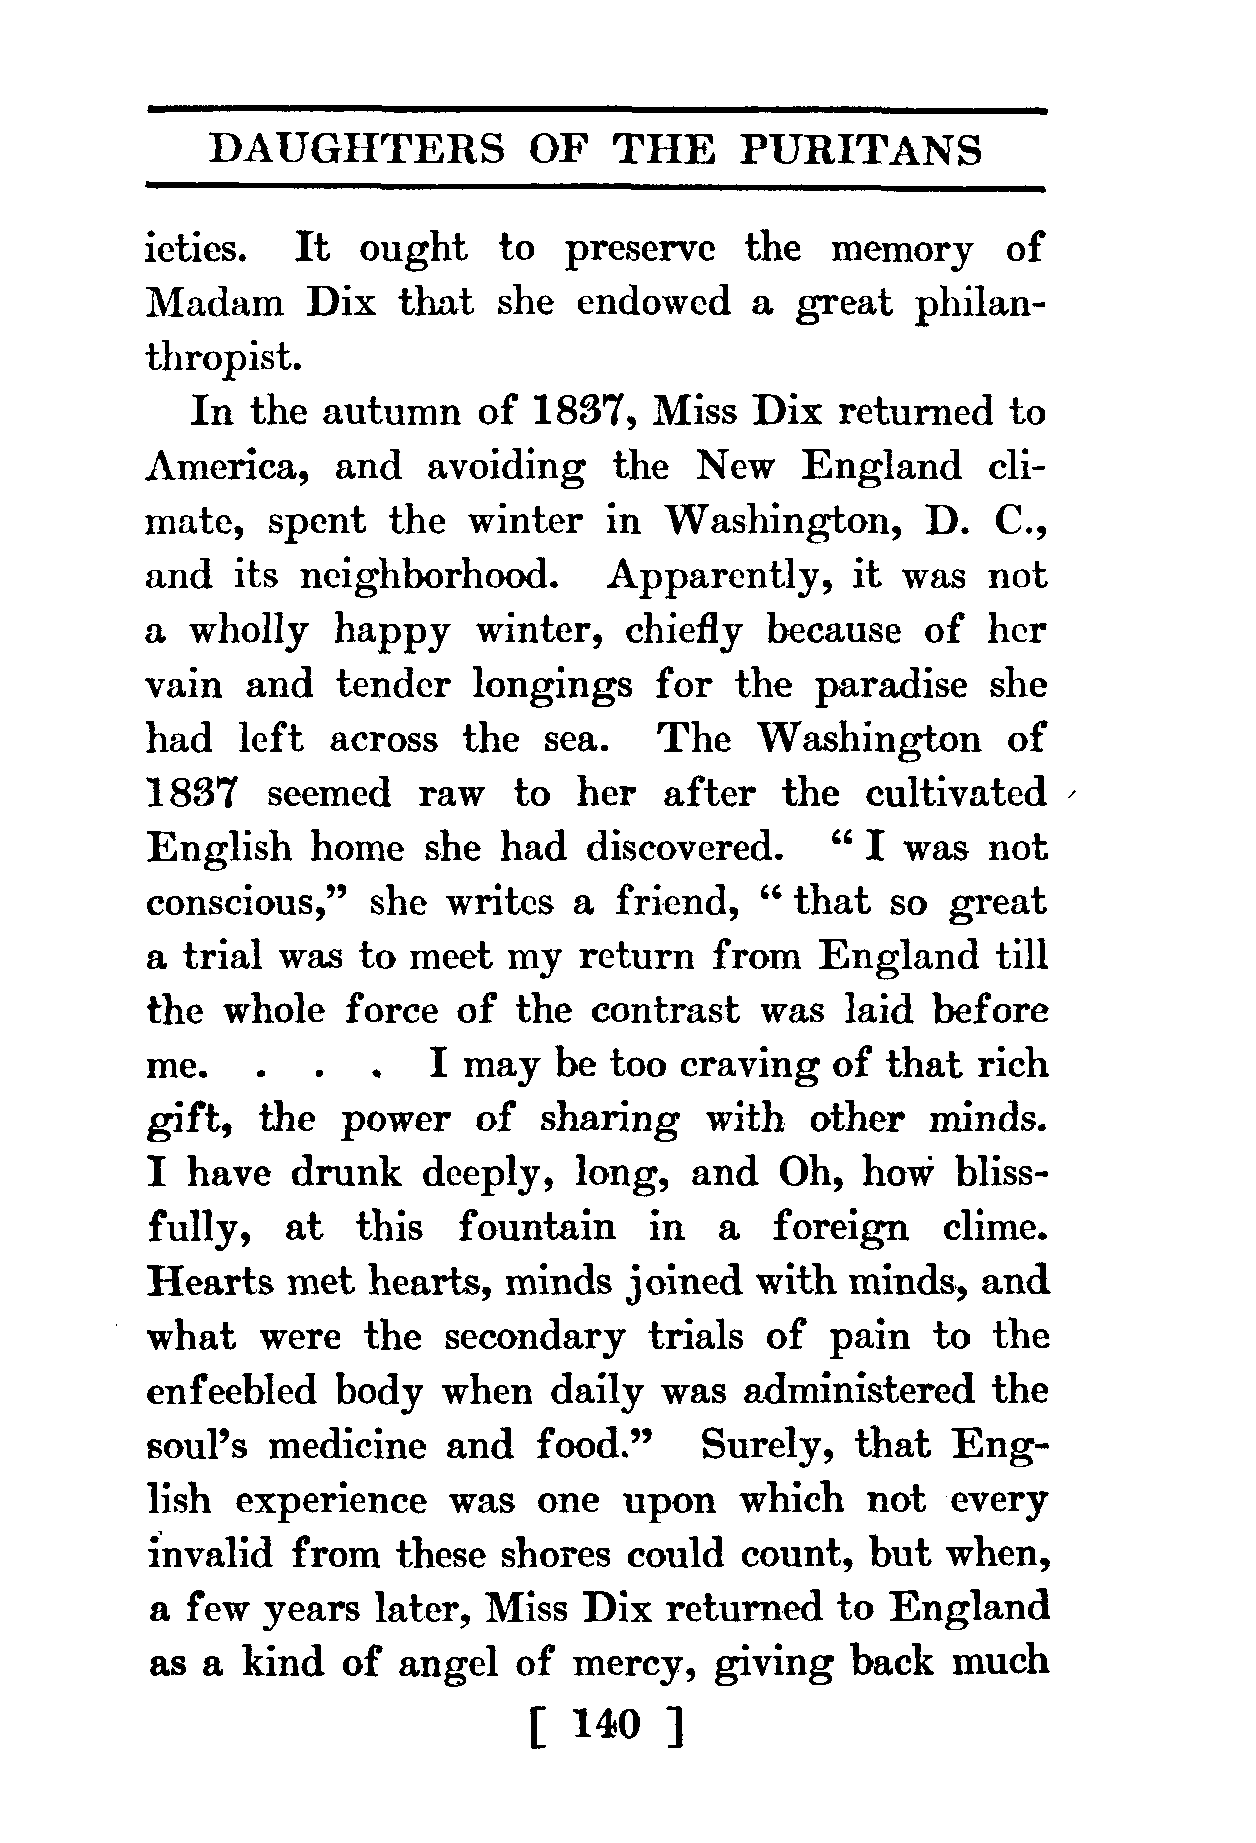 DAUGHTERS OF THE PURITANS
ieties. It ought to preserve the memory of
Madam Dix that she endowed a great philan-
thropist.
In the autumn of 1837, Miss Dix returned to
America, and avoiding the New England cli-
mate, spent the winter in Washington, D. C.,
and its neighborhood. Apparently, it was not
a wholly happy winter, chiefly because of her
vain and tender longings for the paradise she
had left across the sea. The Washington of
1837 seemed raw to her after the cultivated
English home she had discovered. “ I was not
conscious,” she writes a friend, “ that so great
a trial was to meet my return from England till
the whole force of the contrast was laid before
me. . . . I may be too craving of that rich
gift, the power of sharing with other minds.
I have drunk deeply, long, and Oh, how bliss-
fully, at this fountain in a foreign clime.
Hearts met hearts, minds joined with minds, and
what were the secondary trials of pain to the
enfeebled body when daily was administered the
soul’s medicine and food.” Surely, that Eng-
lish experience was one upon which not every
invalid from these shores could count, but when,
a few years later, Miss Dix returned to England
as a kind of angel of mercy, giving back much
[ 140 ]